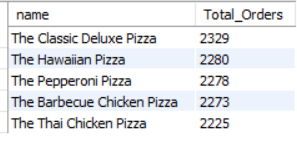 name Total_Orders
The Classic Deluxe Pizza 2329
The Hawaiian Pizza 2280
The Pepperoni Pizza 2278
The Barbecue Chicken Pizza 2273
The Thai Chicken Pizza 2225